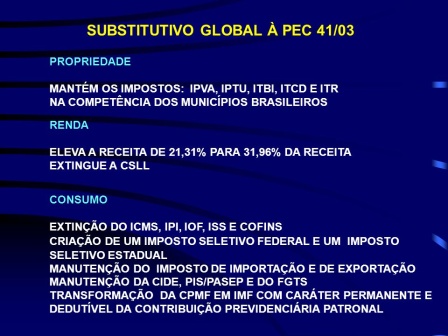 SUBSTITUTIVO GLOBAL À PEC 41/03
PROPRIEDADE
MANTÉM OS IMPOSTOS: IPVA, IPTU, ITBI, ITCD E ITR
NA COMPETÊNCIA DOS MUNICÍPIOS BRASILEIROS
RENDA
ELEVA A RECEITA DE 21,31% PARA 31,96% DA RECEITA
EXTINGUE A CSLL
CONSUMO
EXTINÇÃO DO ICMS, IPI, IOF, ISS E COFINS
CRIAÇÃO DE UM IMPOSTO SELETIVO FEDERAL E UM IMPOSTO
SELETIVO ESTADUAL
MANUTENÇÃO DO IMPOSTO DE IMPORTAÇÃO E DE EXPORTAÇÃO
MANUTENÇÃO DA CIDE, PIS/PASEP E DO FGTS
TRANSFORMAÇÃO DA CPMF EM IMF COM CARÁTER PERMANENTE E
DEDUTÍVEL DA CONTRIBUIÇÃO PREVIDENCIÁRIA PATRONAL